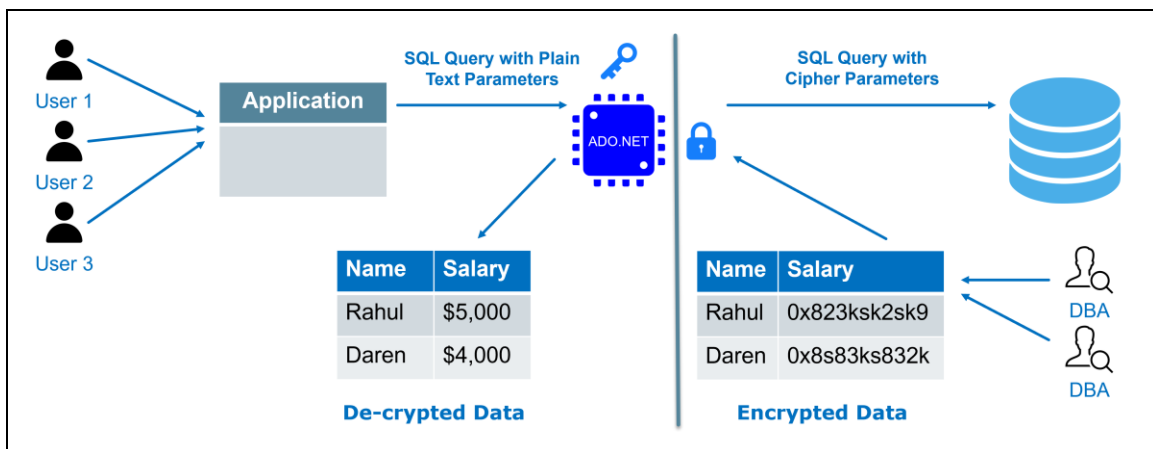 User 1
User 2
User 3
Application
SQL Query with Plain
Text Parameters
ADO.NET
SQL Query with
Cipher Parameters
Name Salary
Rahul $5,000
Daren $4,000
De-crypted Data
Name Salary
Rahul 0x823ksk2sk9
Daren 0x8s83ks832k
Encrypted Data
DBA
DBA